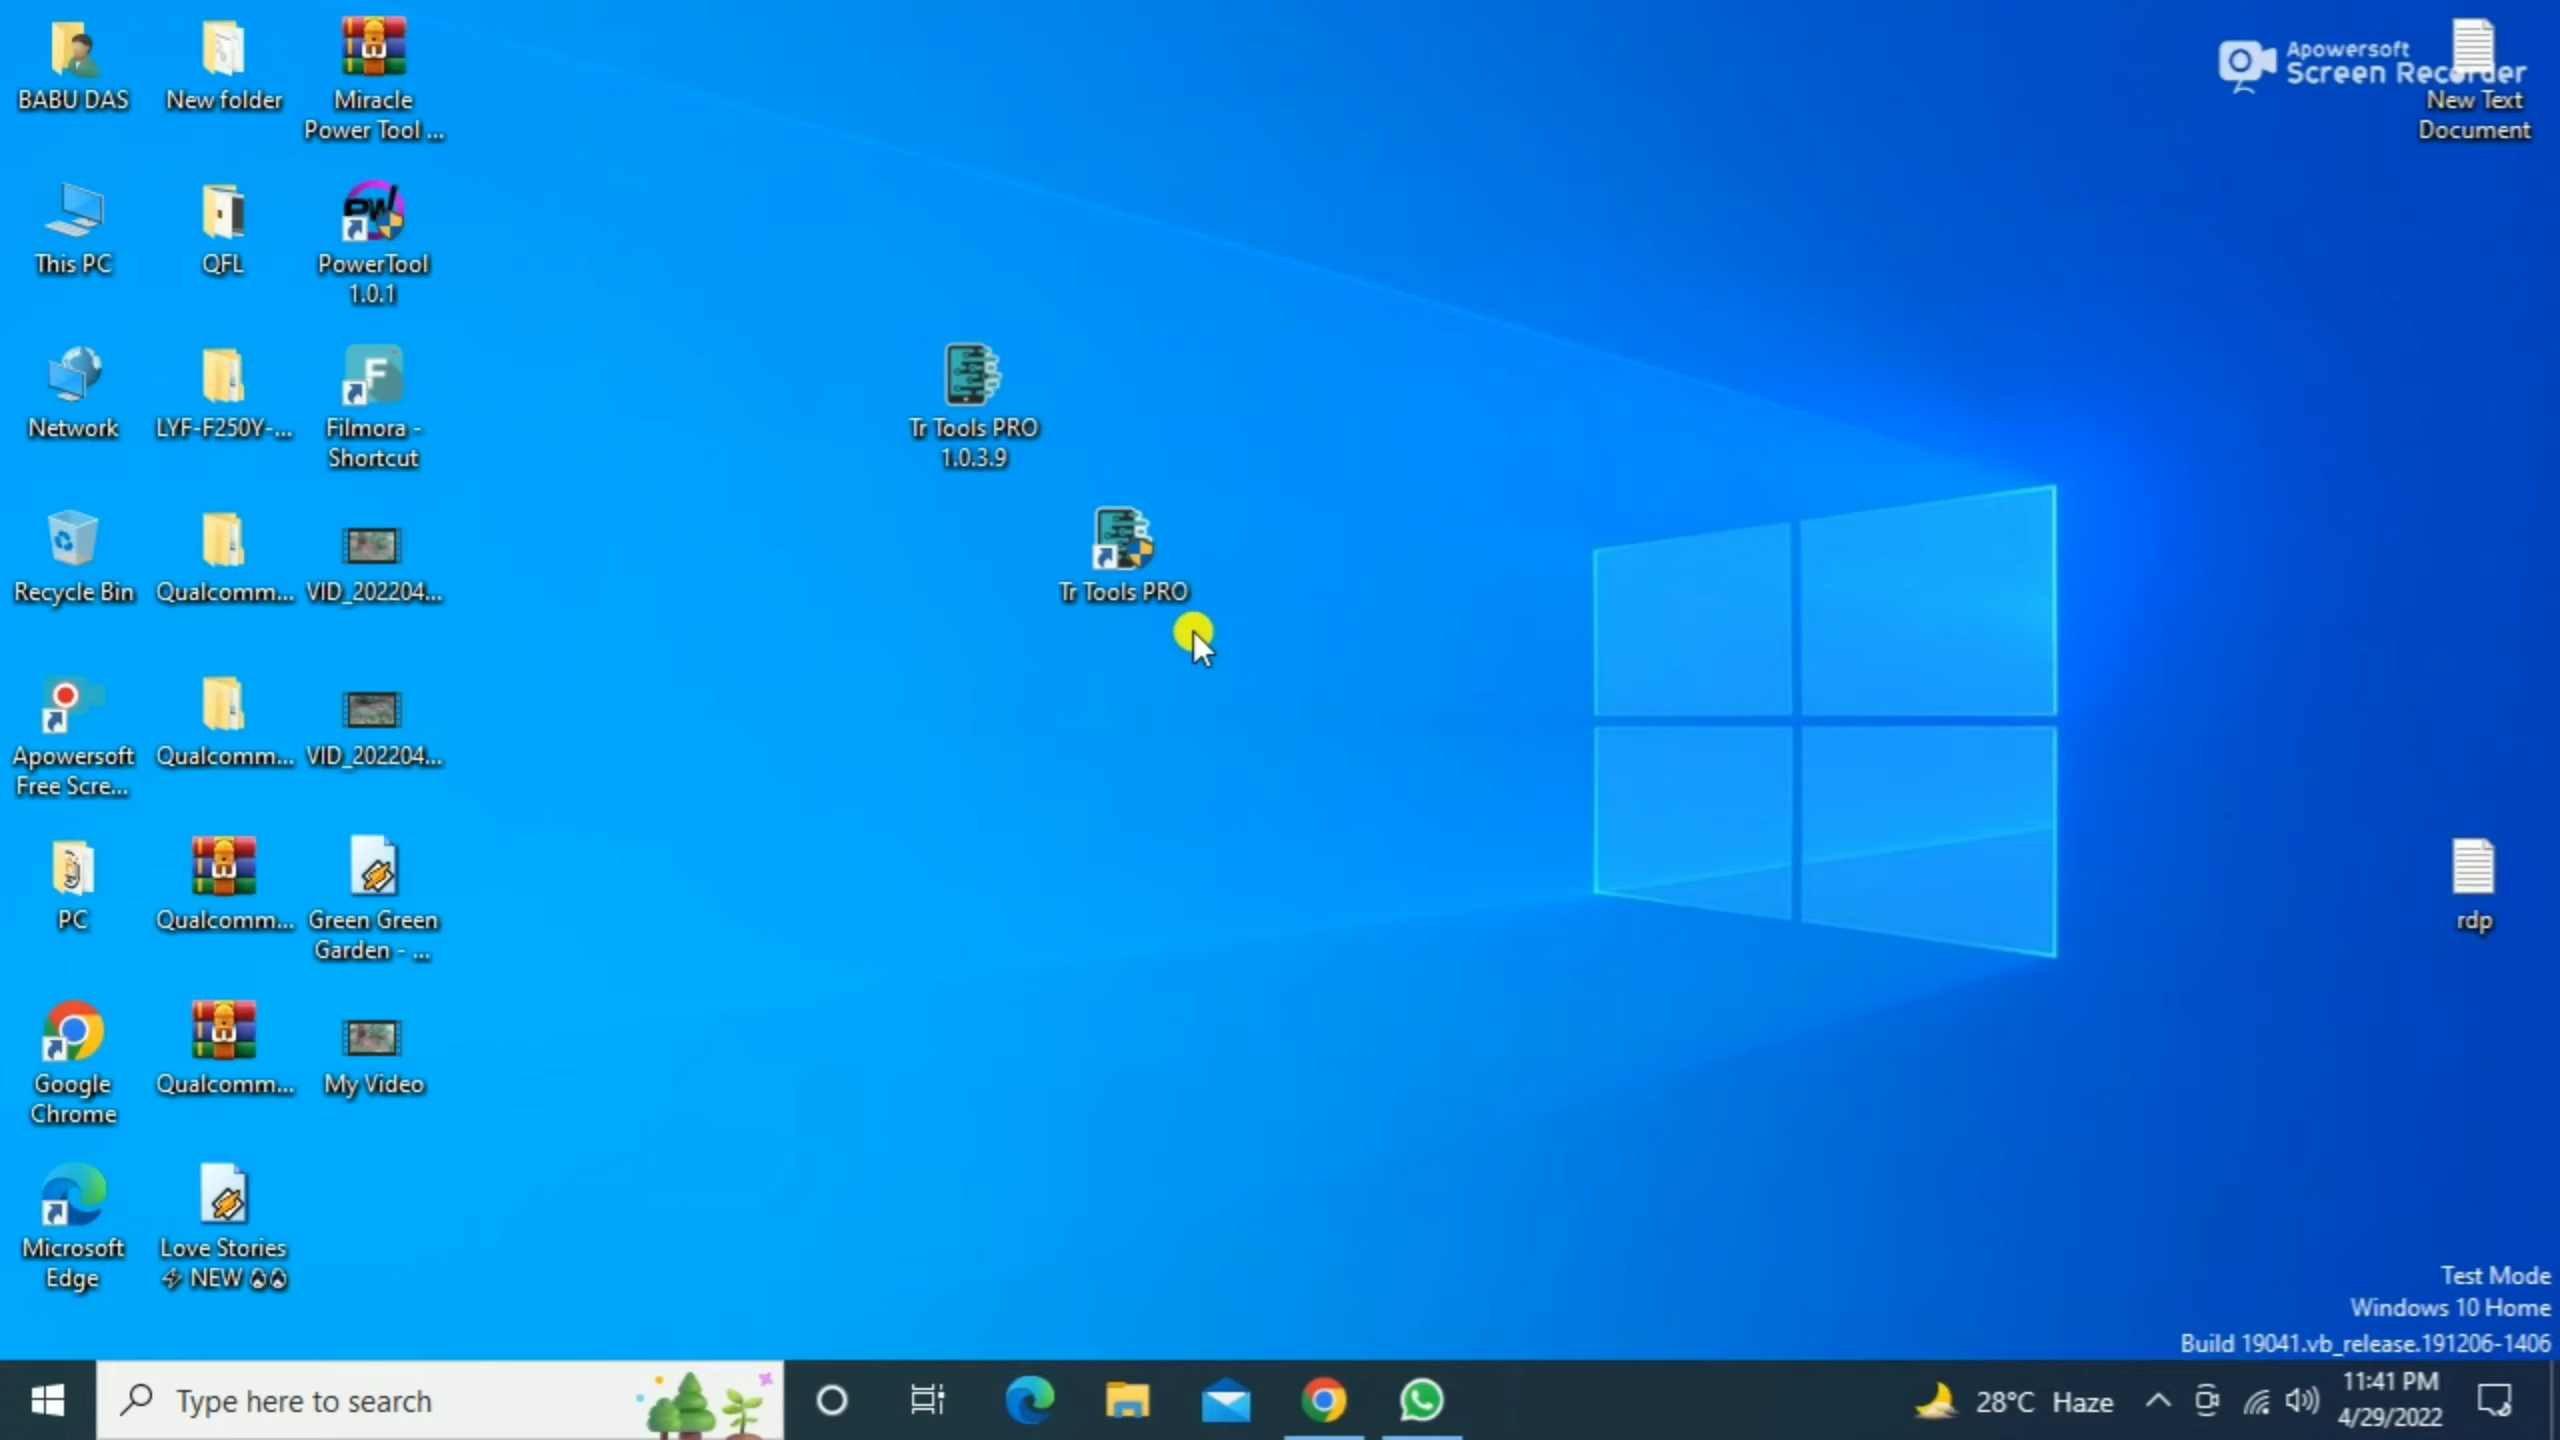 BABU DAS
New folder
Miracle
Power Tool ...
This PC
QFL
PowerTool
1.0.1
Network
LYF-F250Y-...
Filmora -
Shortcut
Recycle Bin
Qualcomm...
VID_202204...
Apowersoft
Free Scre...
Qualcomm...
VID_202204...
PC
Qualcomm...
Green Green
Garden - ...
Google
Chrome
Qualcomm...
My Video
Microsoft
Edge
Love Stories
⚡ NEW 🔥🔥
Tr Tools PRO
1.0.3.9
Tr Tools PRO
Apowersoft
Screen Recorder
New Text
Document
rdp
Test Mode
Windows 10 Home
Build 19041.vb_release.191206-1406
Type here to search
28°C Haze
11:41 PM
4/29/2022